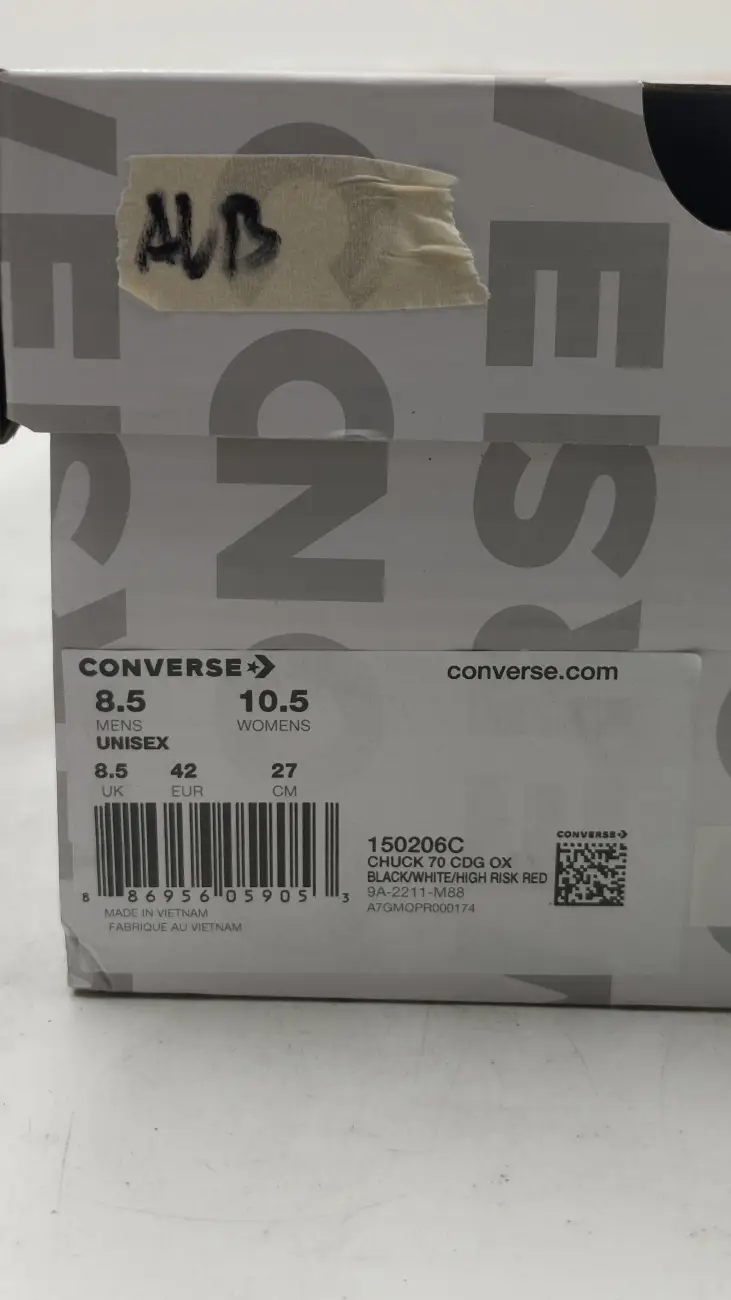 AVB
CONVERSE
converse.com
8.5 10.5
MENS WOMENS
UNISEX
8.5 42 27
UK EUR CM
8 86956 05905 3
MADE IN VIETNAM
FABRIQUE AU VIETNAM
150206C
CHUCK 70 CDG OX
BLACK/WHITE/HIGH RISK RED
9A-2211-M88
A7GMOPR000174
CONVERSE